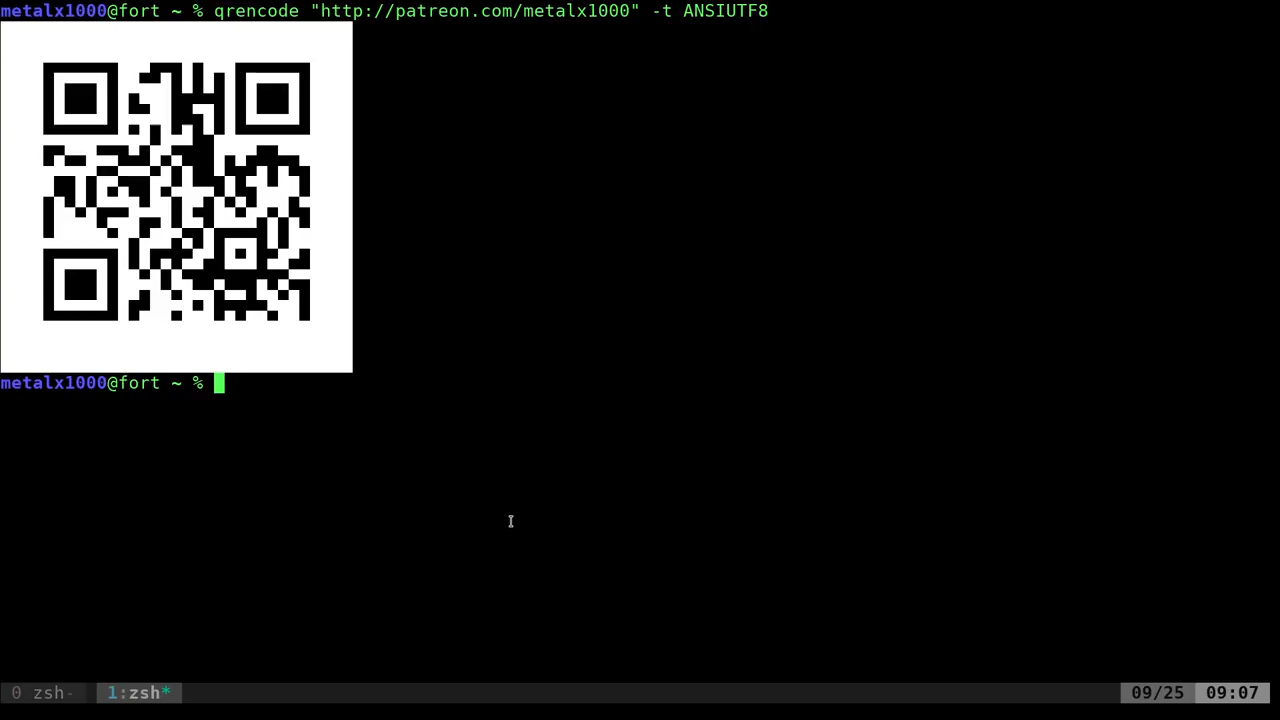 metalx1000@fort ~ % qrencode "http://patreon.com/metalx1000" -t ANSIUTF8
metalx1000@fort ~ %
0 zsh- 1:zsh* 09/25 09:07